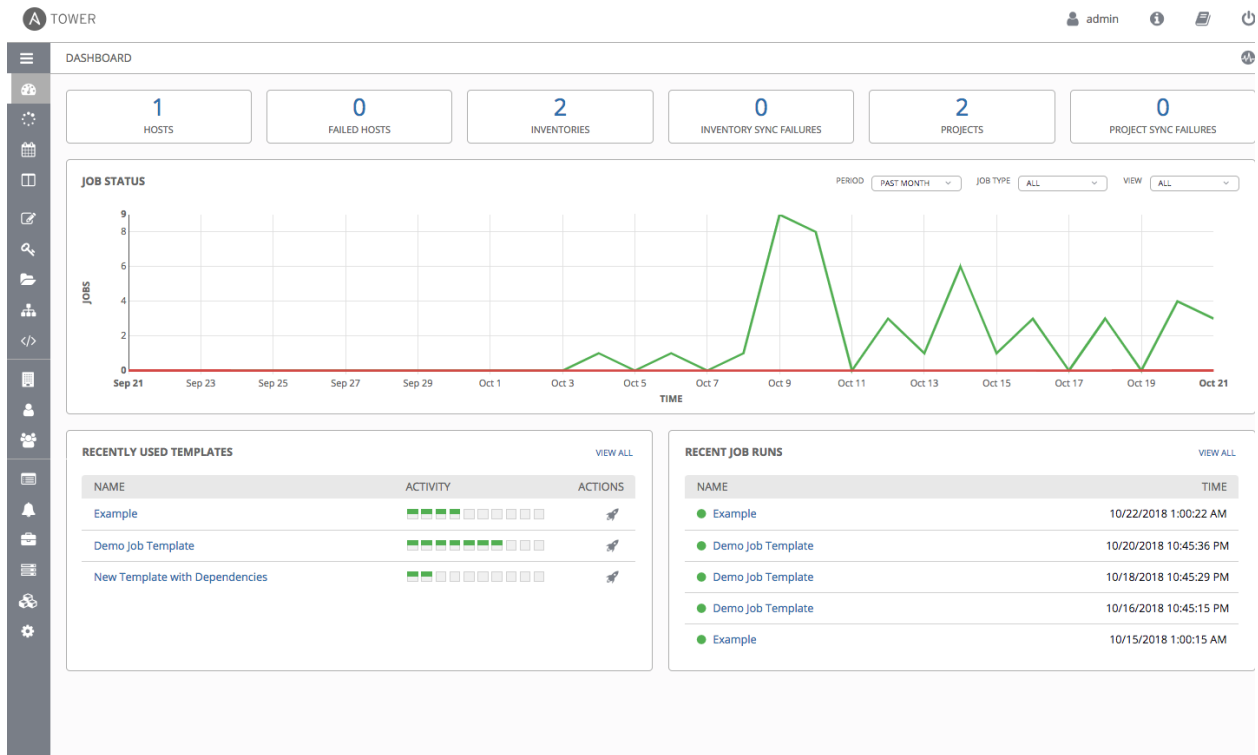 TOWER admin
DASHBOARD
1 0 2 0 2 0
HOSTS FAILED HOSTS INVENTORIES INVENTORY SYNC FAILURES PROJECTS PROJECT SYNC FAILURES
JOB STATUS PERIOD PAST MONTH JOB TYPE ALL VIEW ALL
9
8
6
4
2
0
JOBS
Sep 21 Sep 23 Sep 25 Sep 27 Sep 29 Oct 1 Oct 3 Oct 5 Oct 7 Oct 9 Oct 11 Oct 13 Oct 15 Oct 17 Oct 19 Oct 21
TIME
RECENTLY USED TEMPLATES VIEW ALL
NAME ACTIVITY ACTIONS
Example
Demo Job Template
New Template with Dependencies
RECENT JOB RUNS VIEW ALL
NAME TIME
Example 10/22/2018 1:00:22 AM
Demo Job Template 10/20/2018 10:45:36 PM
Demo Job Template 10/18/2018 10:45:29 PM
Demo Job Template 10/16/2018 10:45:15 PM
Example 10/15/2018 1:00:15 AM